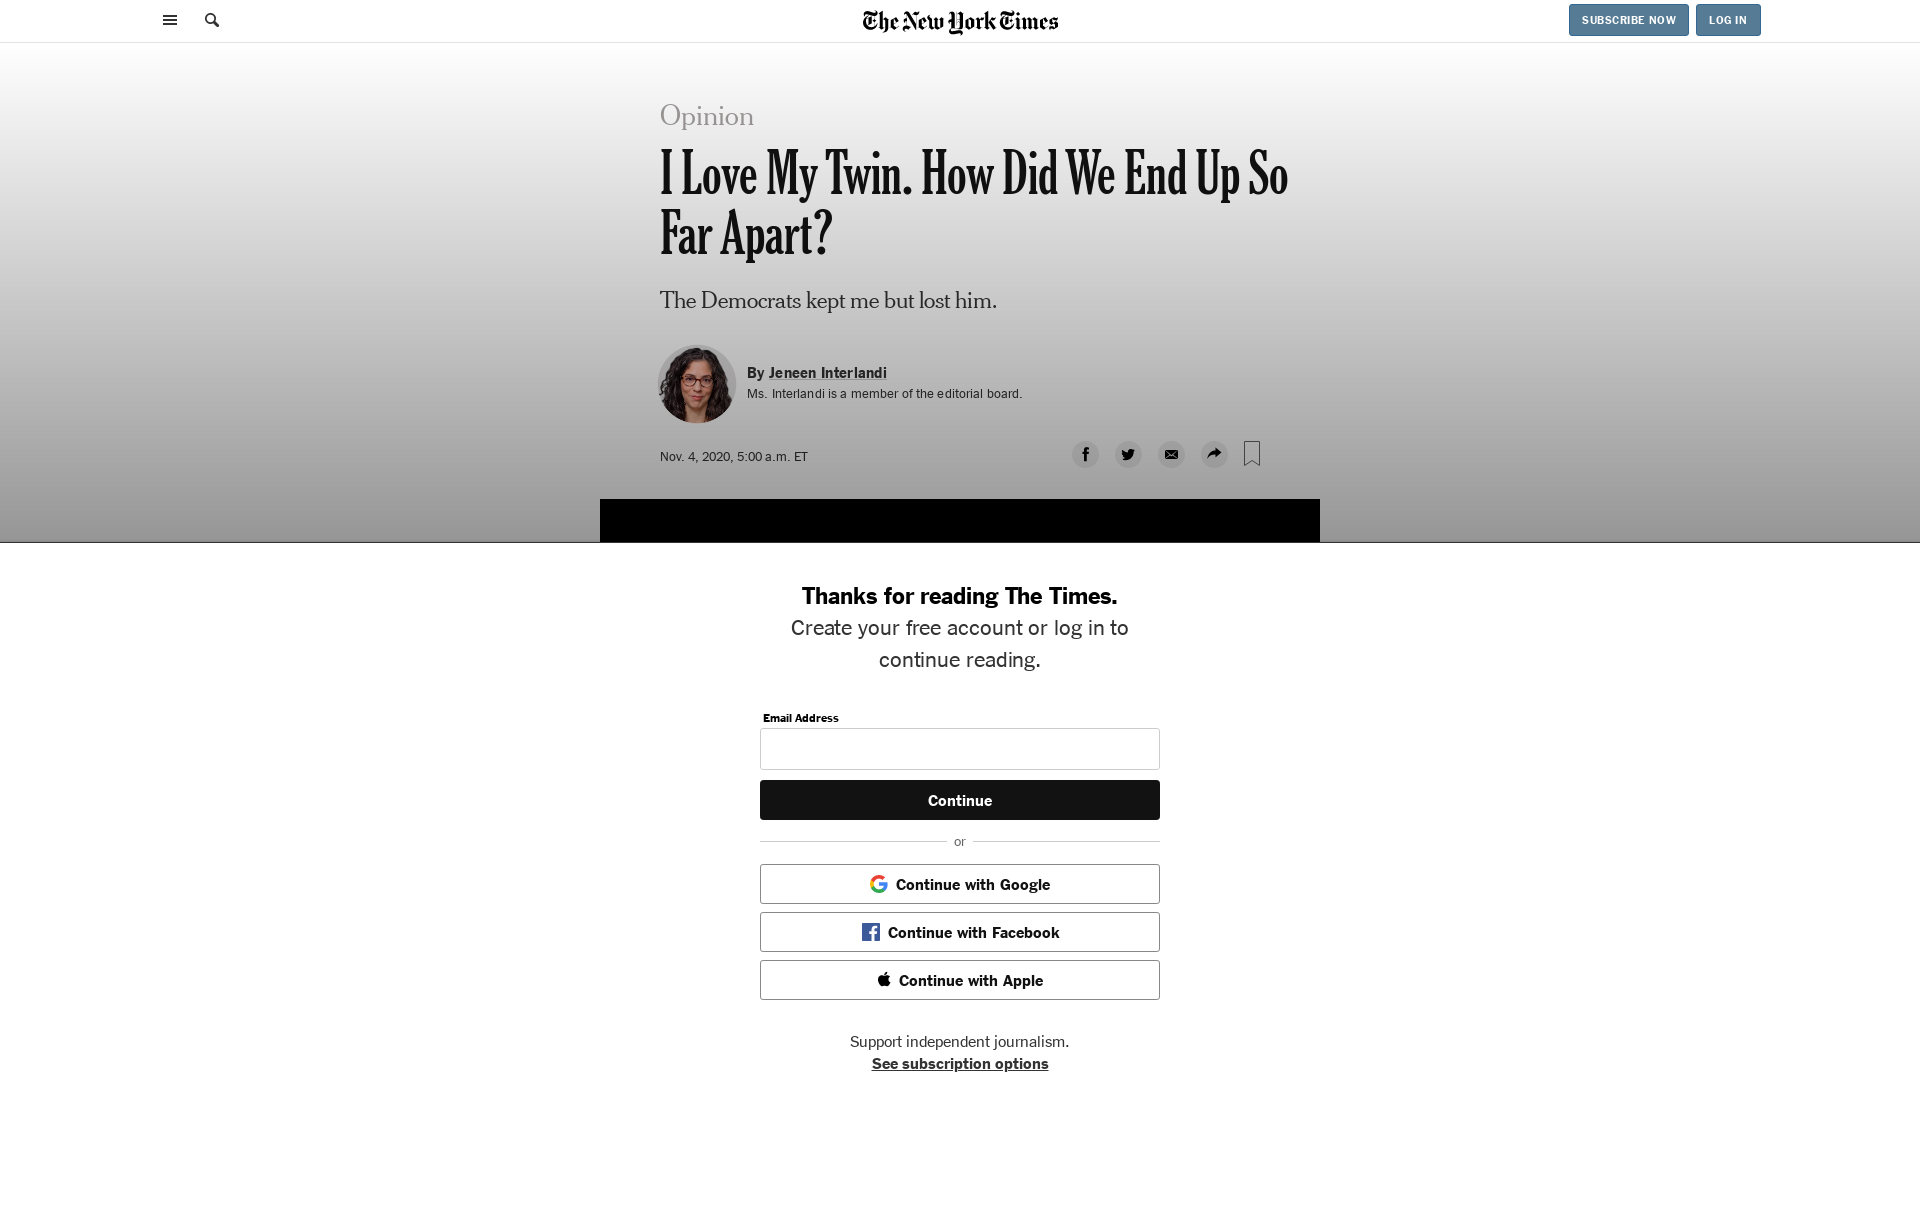 The New York Times
SUBSCRIBE NOW
LOG IN
Opinion
I Love My Twin. How Did We End Up So
Far Apart?
The Democrats kept me but lost him.
By Jeneen Interlandi
Ms. Interlandi is a member of the editorial board.
Nov. 4, 2020, 5:00 a.m. ET
Thanks for reading The Times.
Create your free account or log in to
continue reading.
Email Address
Continue
or
Continue with Google
Continue with Facebook
Continue with Apple
Support independent journalism.
See subscription options